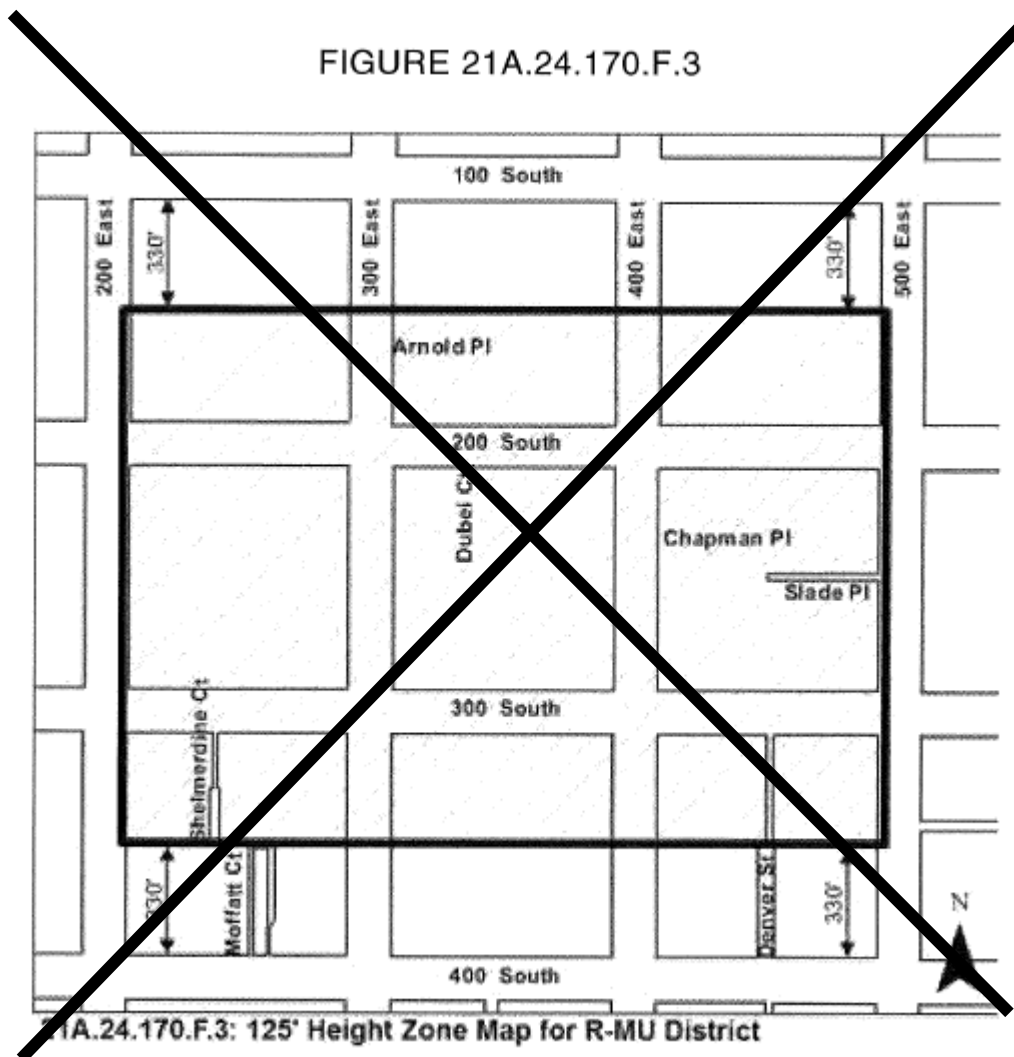 FIGURE 21A.24.170.F.3
100 South
200 East
330'
300 East
400 East
330'
500 East
Arnold Pl
200 South
Dubei Ct
Chapman Pl
Slade Pl
Shelmerdine Ct
300 South
330'
Moffatt Ct
Denver St
330'
N
400 South
21A.24.170.F.3: 125' Height Zone Map for R-MU District